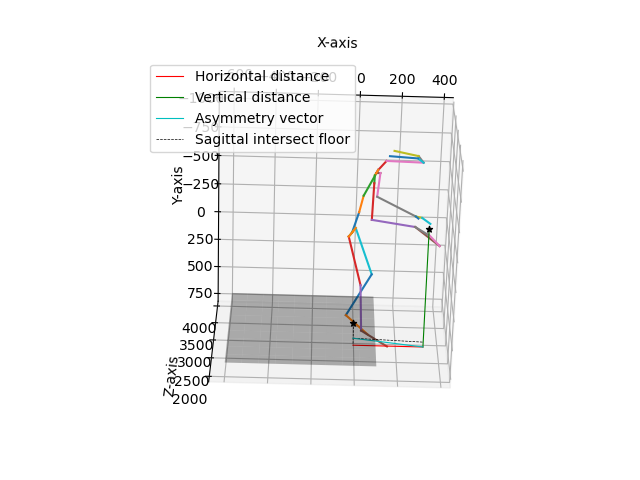 X-axis
0 200 400
Horizontal distance
Vertical distance
Asymmetry vector
Sagittal intersect floor
Y-axis
−500
−250
0
250
500
750
Z-axis
4000
3500
3000
2500
2000